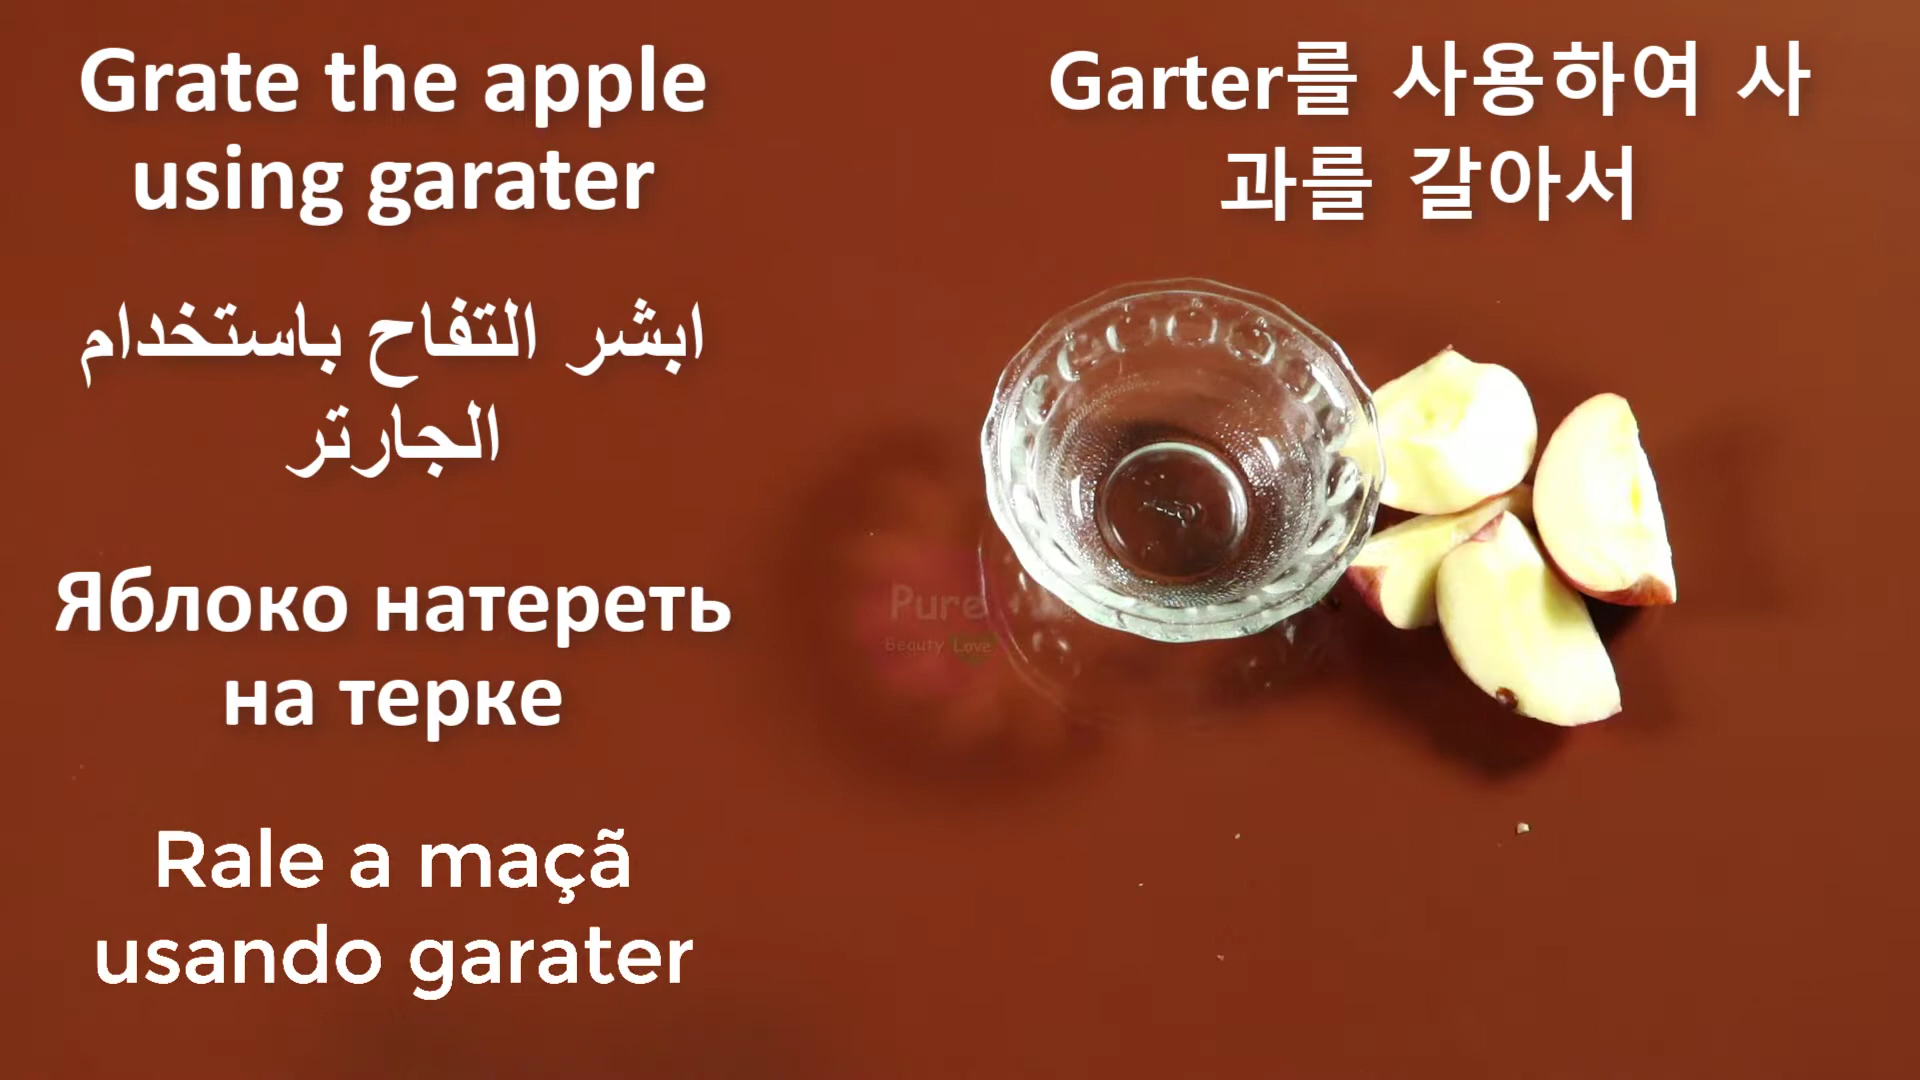 Grate the apple
using garater
ابشر التفاح باستخدام
الجارتر
Яблоко натереть
на терке
Rale a maçã
usando garater
Garter를 사용하여 사
과를 갈아서
Pure
Beauty Love